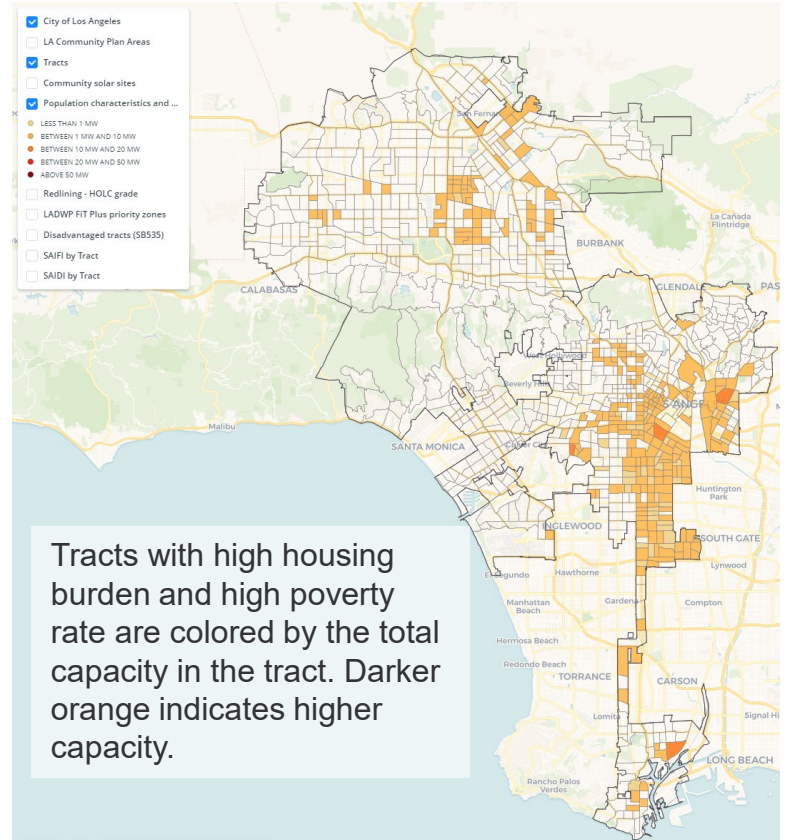 City of Los Angeles
LA Community Plan Areas
Tracts
Community solar sites
Population characteristics and ...
LESS THAN 1 MW
BETWEEN 1 MW AND 10 MW
BETWEEN 10 MW AND 20 MW
BETWEEN 20 MW AND 50 MW
ABOVE 50 MW
Redlining - HOLC grade
LADWP FiT Plus priority zones
Disadvantaged tracts (SB535)
SAIFI by Tract
SAIDI by Tract
San Fernan
La Cañada
Flintridge
BURBANK
CALABASAS
GLENDALE
PAS
West Hollywood
Beverly Hills
S ANGE
Malibu
SANTA MONICA
Culver City
Huntington
Park
INGLEWOOD
SOUTH GATE
Lynwood
El Segundo
Hawthorne
Manhattan
Beach
Gardena
Compton
Hermosa Beach
Redondo Beach
TORRANCE
CARSON
Lomita
Signal Hi
LONG BEACH
Rancho Palos
Verdes
Tracts with high housing
burden and high poverty
rate are colored by the total
capacity in the tract. Darker
orange indicates higher
capacity.